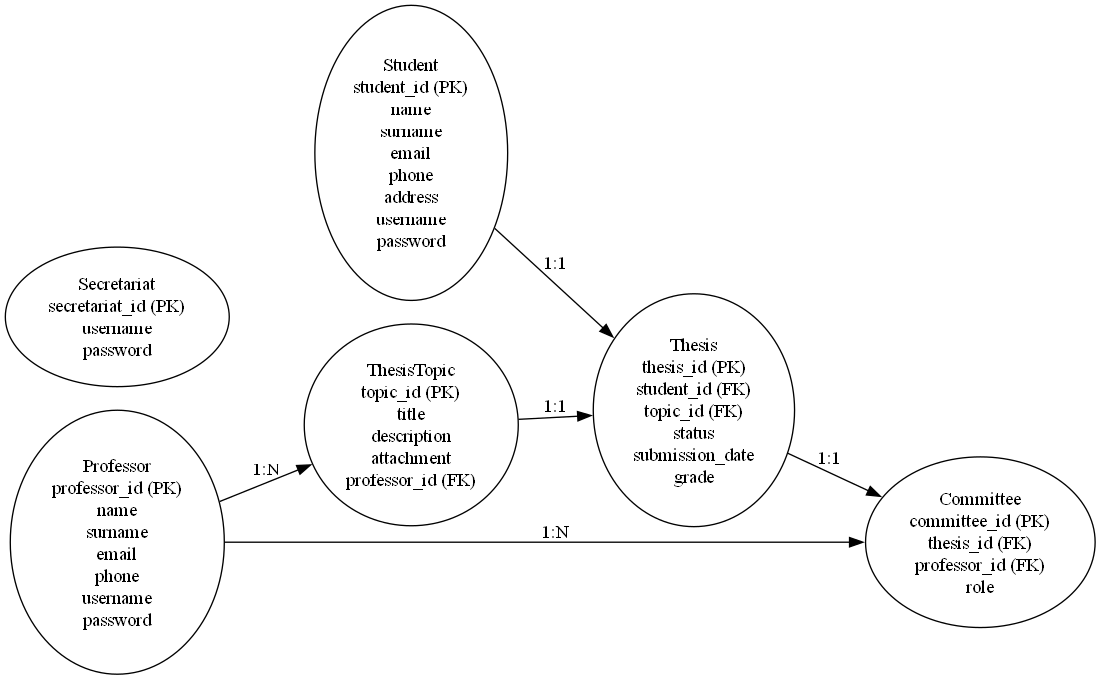 Student
student_id (PK)
name
surname
email
phone
address
username
password
1:1
Secretariat
secretariat_id (PK)
username
password
ThesisTopic
topic_id (PK)
title
description
attachment
professor_id (FK)
1:1
Thesis
thesis_id (PK)
student_id (FK)
topic_id (FK)
status
submission_date
grade
1:1
Professor
professor_id (PK)
name
surname
email
phone
username
password
1:N
1:N
Committee
committee_id (PK)
thesis_id (FK)
professor_id (FK)
role